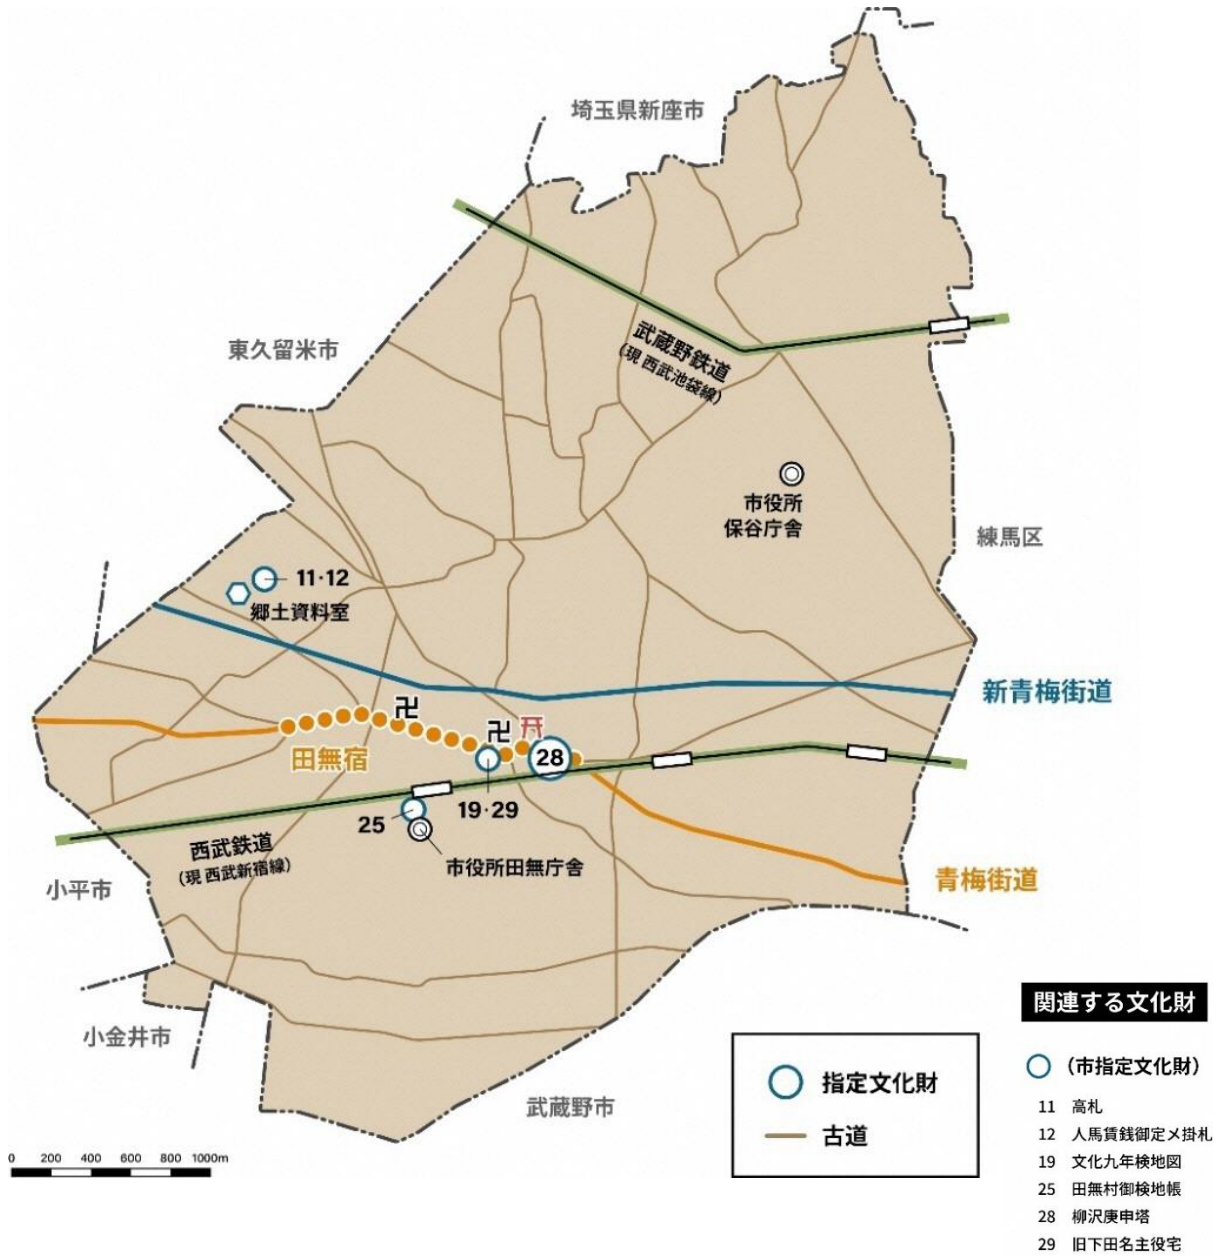 埼玉県新座市
東久留米市
武蔵野鉄道
(現 西武池袋線)
市役所
保谷庁舎
練馬区
11·12
郷土資料室
新青梅街道
卍
卍
田無宿
28
19·29
25
西武鉄道
(現 西武新宿線)
市役所田無庁舎
青梅街道
小平市
小金井市
武蔵野市
0 200 400 600 800 1000m
指定文化財
古道
関連する文化財
(市指定文化財)
11 高札
12 人馬賃銭御定メ掛札
19 文化九年検地図
25 田無村御検地帳
28 柳沢庚申塔
29 旧下田名主役宅